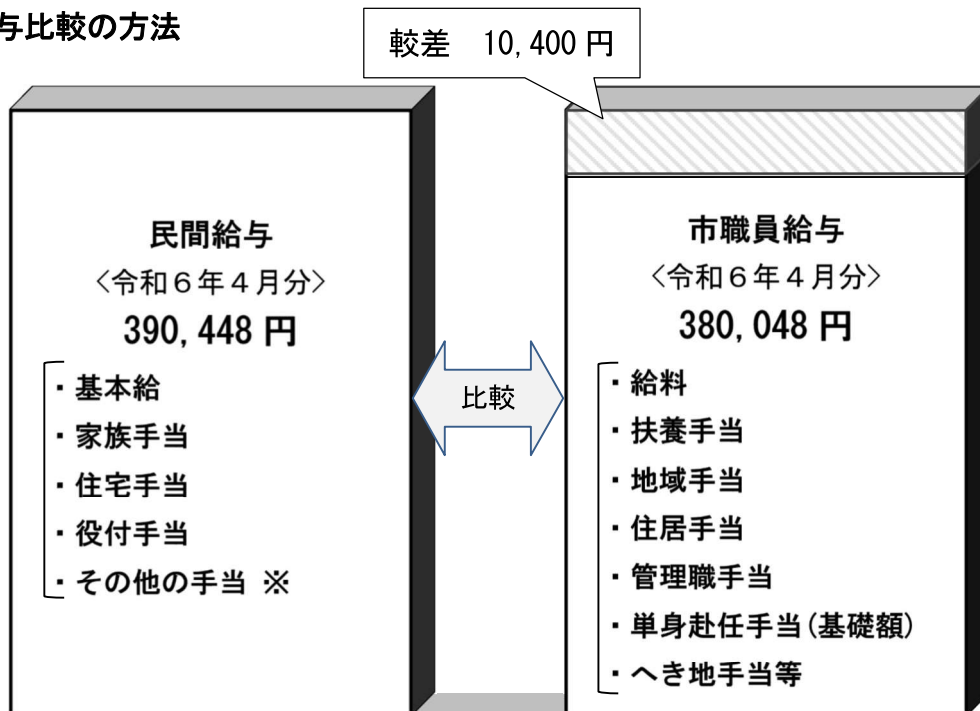 与比較の方法
較差　10,400 円
民間給与
〈令和６年４月分〉
390,448 円
・基本給
・家族手当
・住宅手当
・役付手当
・その他の手当 ※
比較
市職員給与
〈令和６年４月分〉
380,048 円
・給料
・扶養手当
・地域手当
・住居手当
・管理職手当
・単身赴任手当(基礎額)
・へき地手当等